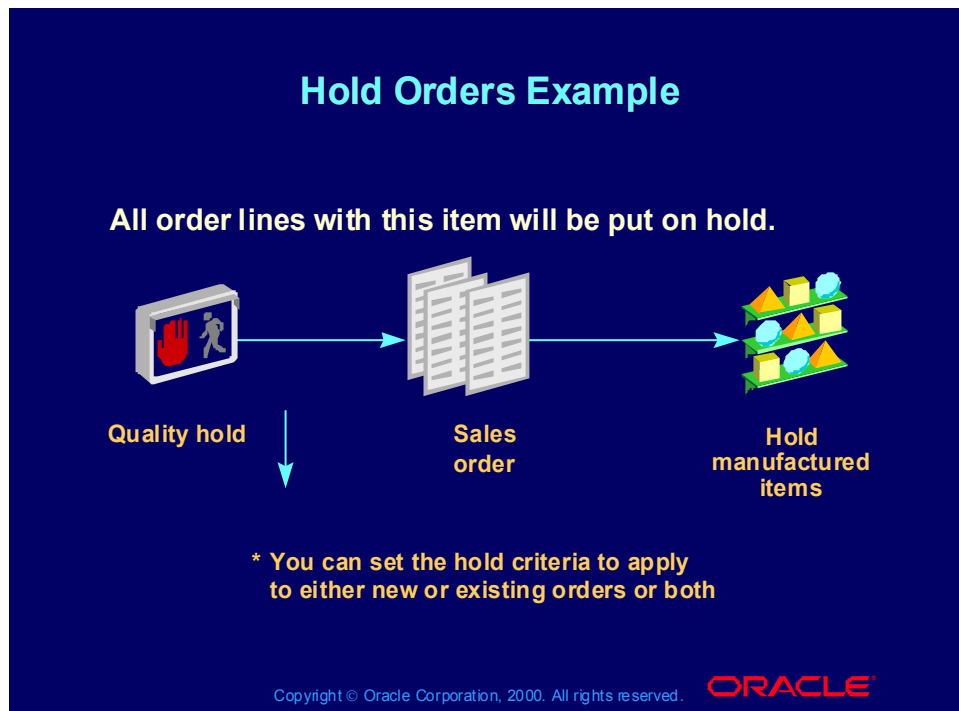 Hold Orders Example
All order lines with this item will be put on hold.
Quality hold
Sales
order
Hold
manufactured
items
* You can set the hold criteria to apply
to either new or existing orders or both
Copyright © Oracle Corporation, 2000. All rights reserved.
ORACLE®